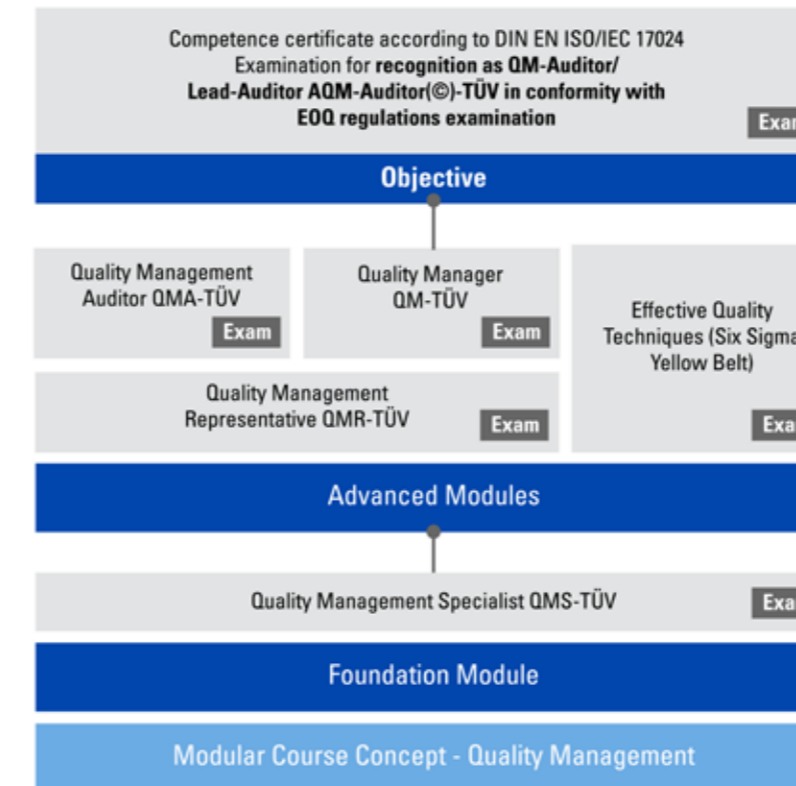 Competence certificate according to DIN EN ISO/IEC 17024
Examination for recognition as QM-Auditor/
Lead-Auditor AQM-Auditor(©)-TÜV in conformity with
EOQ regulations examination
Exam
Objective
Quality Management
Auditor QMA-TÜV
Exam
Quality Manager
QM-TÜV
Exam
Effective Quality
Techniques (Six Sigma
Yellow Belt)
Exa
Quality Management
Representative QMR-TÜV
Exam
Advanced Modules
Quality Management Specialist QMS-TÜV
Exa
Foundation Module
Modular Course Concept - Quality Management